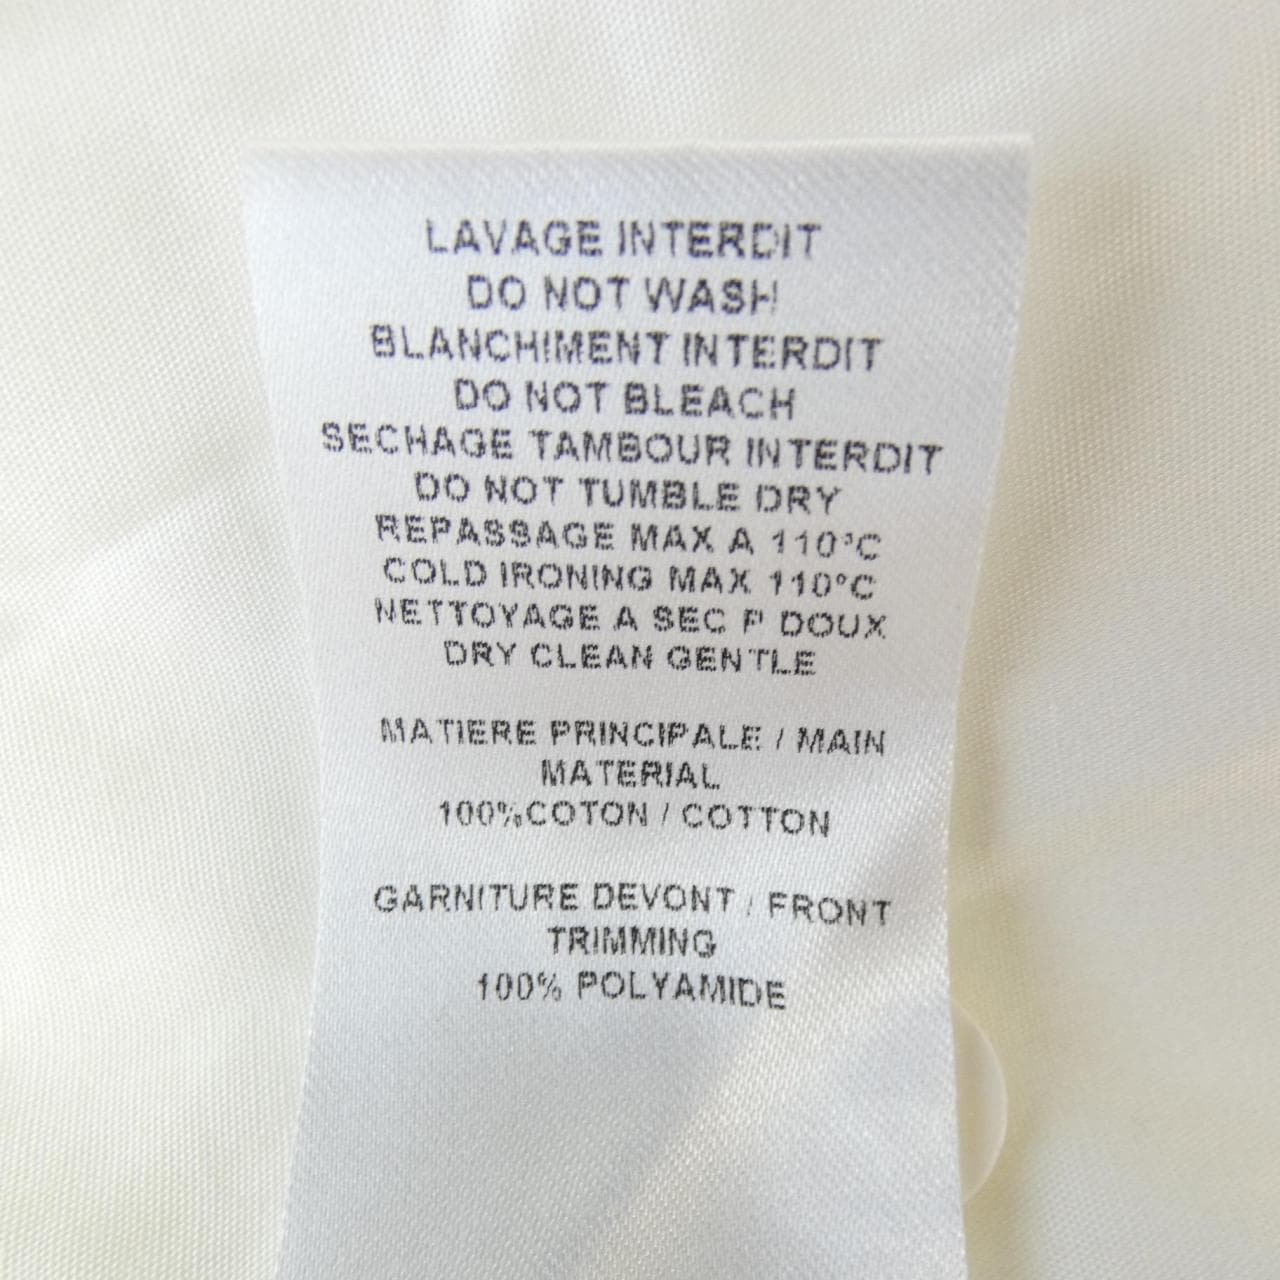 LAVAGE INTERDIT
DO NOT WASH
BLANCHIMENT INTERDIT
DO NOT BLEACH
SECHAGE TAMBOUR INTERDIT
DO NOT TUMBLE DRY
REPASSAGE MAX A 110°C
COLD IRONING MAX 110°C
NETTOYAGE A SEC P DOUX
DRY CLEAN GENTLE
MATIERE PRINCIPALE / MAIN
MATERIAL
100%COTON / COTTON
GARNITURE DEVONT / FRONT
TRIMMING
100% POLYAMIDE